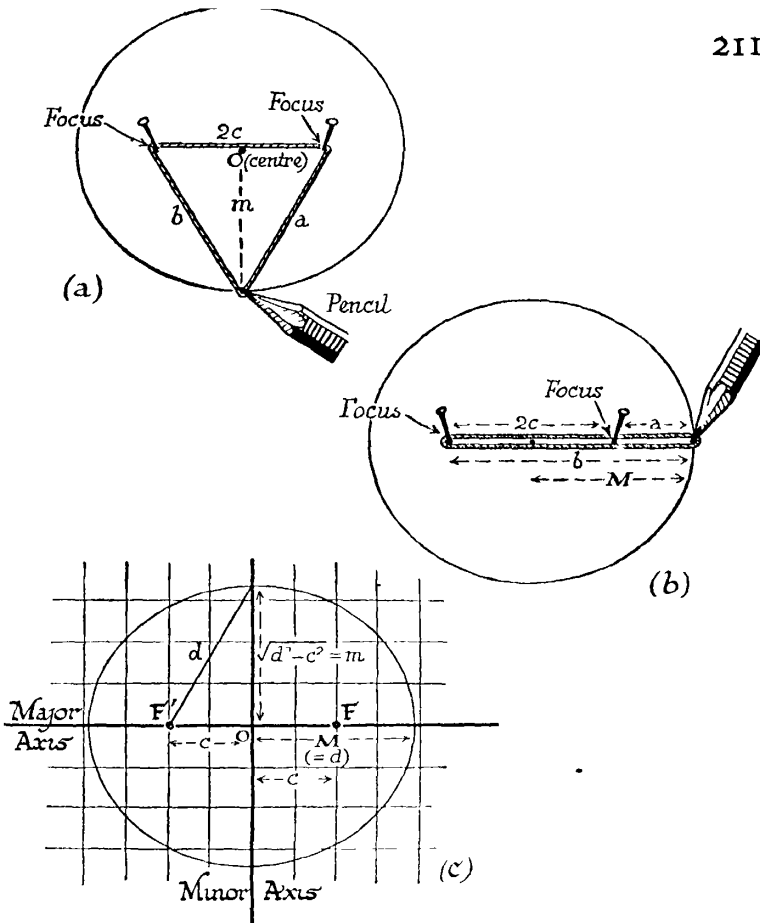 211
Focus
Focus
2c
O (centre)
m
b
a
(a)
Pencil
Focus
Focus
2c
a
b
M
(b)
d
√d²-c² = m
Major
Axis
F'
F
O
c
M
(= d)
c
(c)
Minor Axis